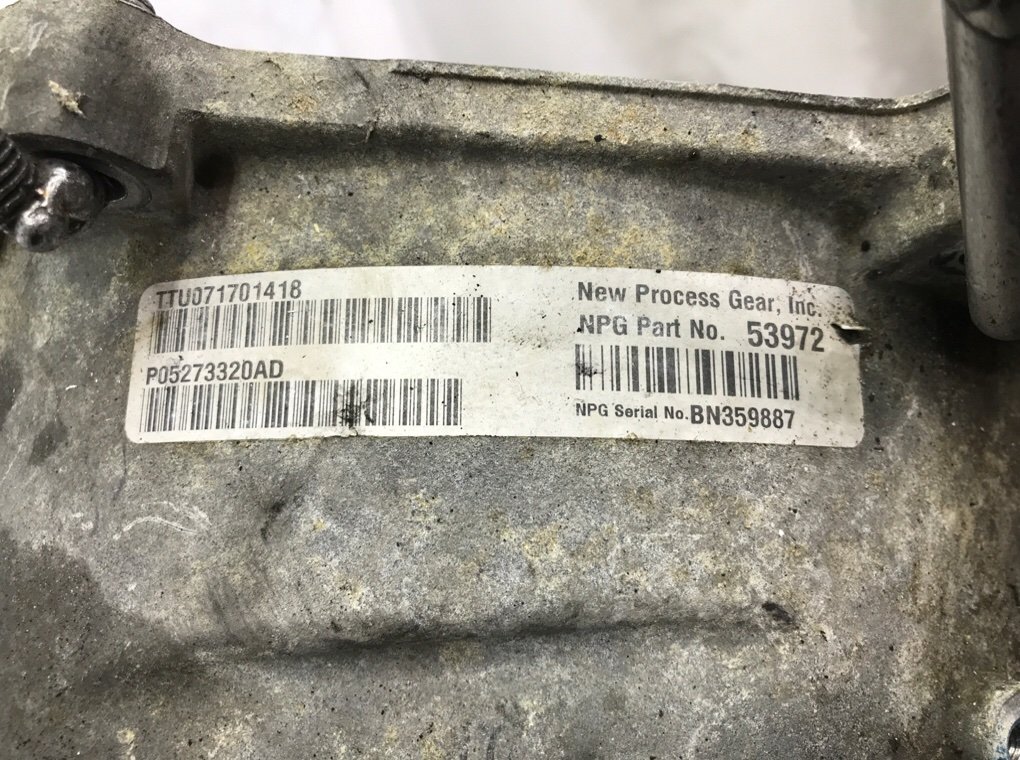 TTU071701418
P05273320AD
New Process Gear, Inc.
NPG Part No. 53972
NPG Serial No. BN359887